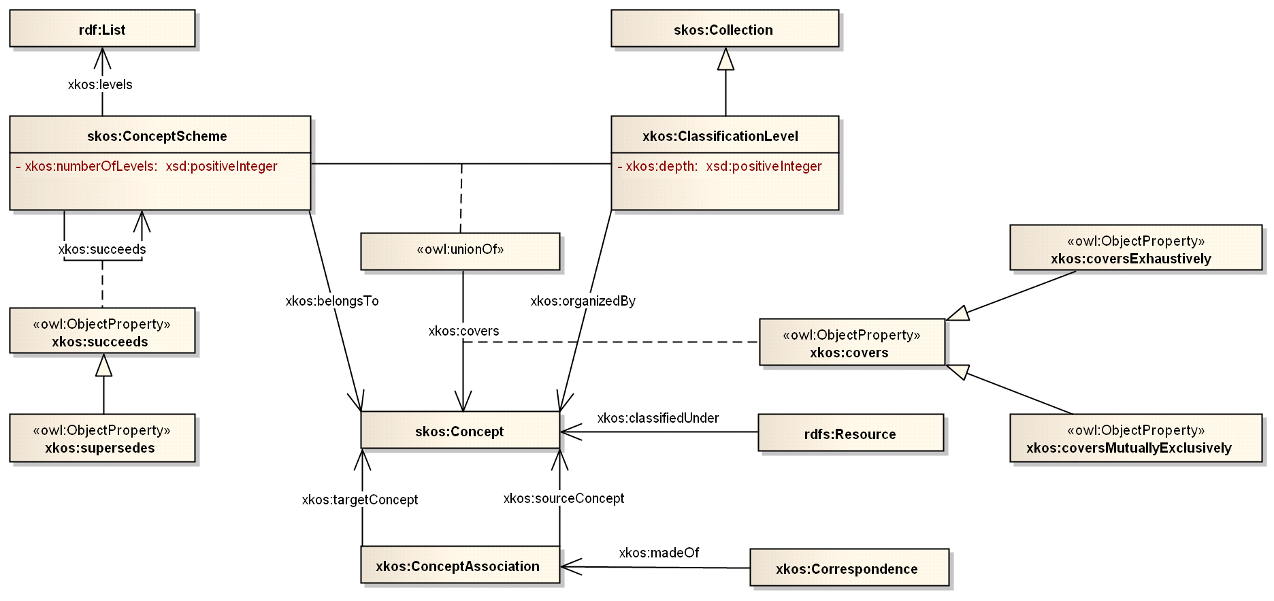 rdf:List
skos:Collection
xkos:levels
skos:ConceptScheme
- xkos:numberOfLevels: xsd:positiveInteger
xkos:ClassificationLevel
- xkos:depth: xsd:positiveInteger
xkos:succeeds
«owl:unionOf»
«owl:ObjectProperty»
xkos:coversExhaustively
xkos:belongsTo
xkos:organizedBy
«owl:ObjectProperty»
xkos:succeeds
xkos:covers
«owl:ObjectProperty»
xkos:covers
«owl:ObjectProperty»
xkos:supersedes
skos:Concept
xkos:classifiedUnder
rdfs:Resource
«owl:ObjectProperty»
xkos:coversMutuallyExclusively
xkos:targetConcept
xkos:sourceConcept
xkos:ConceptAssociation
xkos:madeOf
xkos:Correspondence